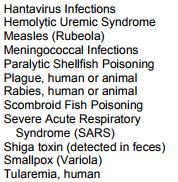 Hantavirus Infections
Hemolytic Uremic Syndrome
Measles (Rubeola)
Meningococcal Infections
Paralytic Shellfish Poisoning
Plague, human or animal
Rabies, human or animal
Scombroid Fish Poisoning
Severe Acute Respiratory
Syndrome (SARS)
Shiga toxin (detected in feces)
Smallpox (Variola)
Tularemia, human